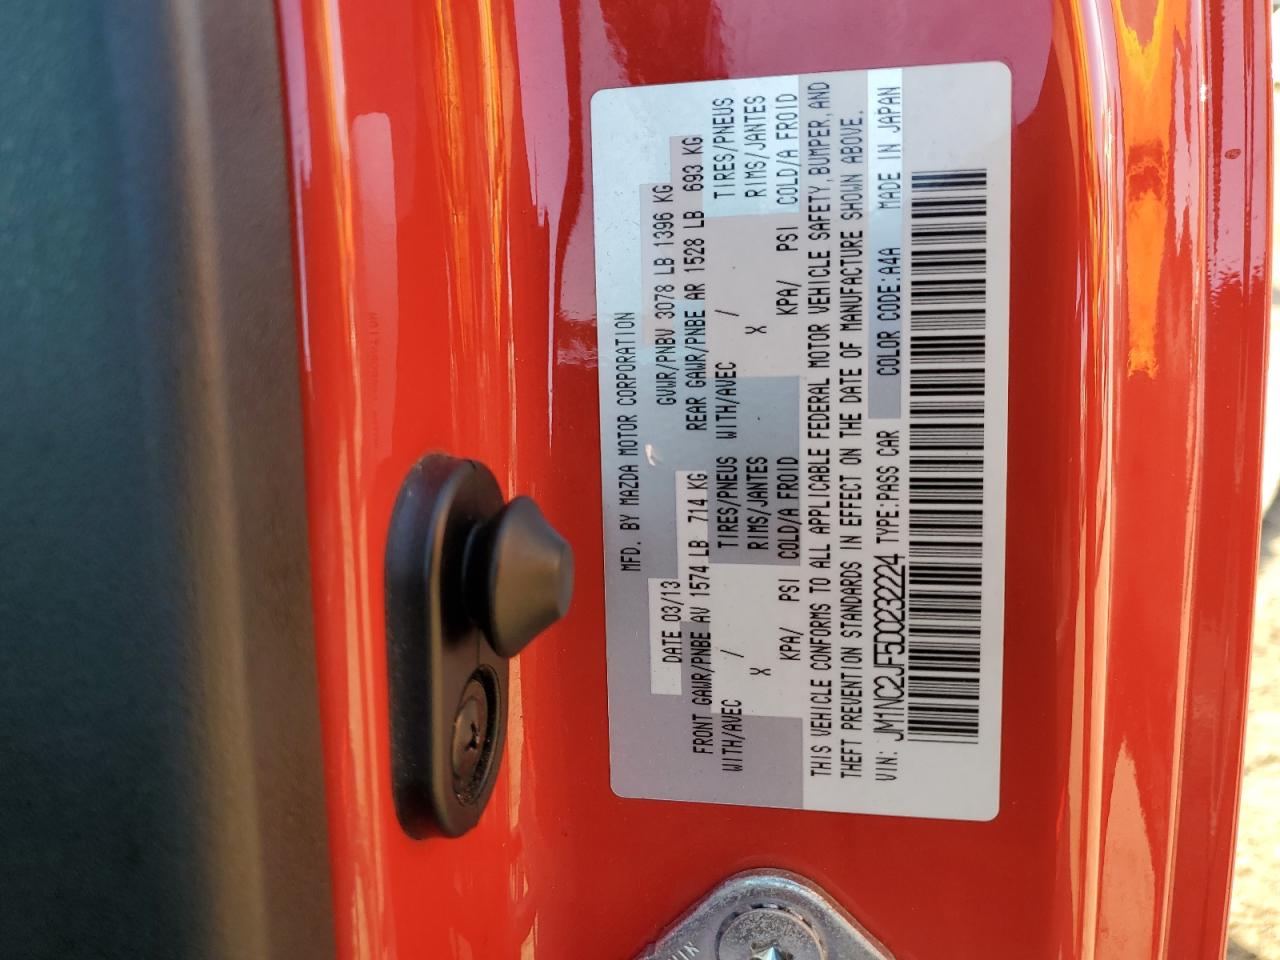 MFD. BY MAZDA MOTOR CORPORATION
DATE 03/13 GVWR/PNBV 3078 LB 1396 KG
FRONT GAWR/PNBE AV 1574 LB 714 KG REAR GAWR/PNBE AR 1528 LB 693 KG
WITH/AVEC / TIRES/PNEUS WITH/AVEC / TIRES/PNEUS
X RIMS/JANTES X RIMS/JANTES
KPA/ PSI COLD/A FROID KPA/ PSI COLD/A FROID
THIS VEHICLE CONFORMS TO ALL APPLICABLE FEDERAL MOTOR VEHICLE SAFETY, BUMPER, AND
THEFT PREVENTION STANDARDS IN EFFECT ON THE DATE OF MANUFACTURE SHOWN ABOVE.
VIN: JM1NC2JF5D0232224 TYPE:PASS CAR COLOR CODE:A4A MADE IN JAPAN